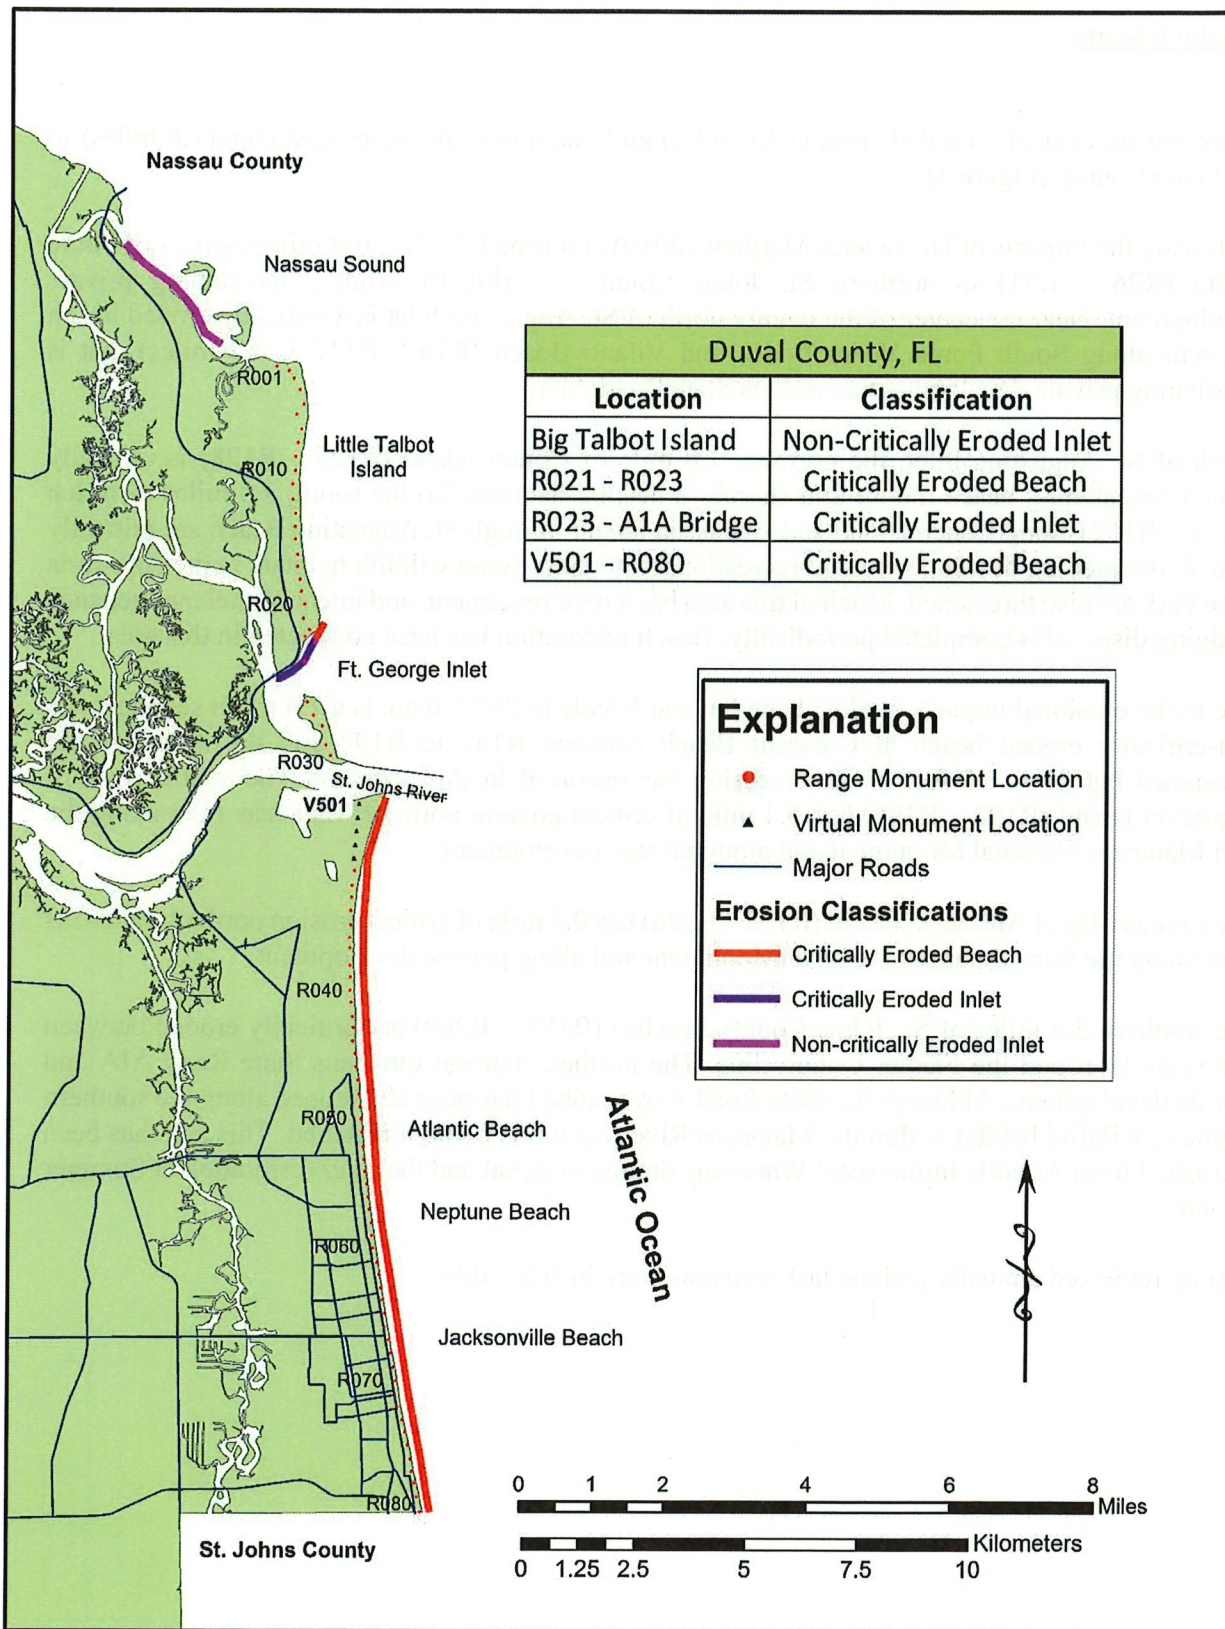 Nassau County
Nassau Sound
R001
Little Talbot
Island
R010
R020
Ft. George Inlet
R030
St. Johns River
V501
R040
R050
Atlantic Beach
Neptune Beach
R060
Jacksonville Beach
R070
R080
St. Johns County
Atlantic Ocean
Duval County, FL
Location Classification
Big Talbot Island Non-Critically Eroded Inlet
R021 - R023 Critically Eroded Beach
R023 - A1A Bridge Critically Eroded Inlet
V501 - R080 Critically Eroded Beach
Explanation
Range Monument Location
Virtual Monument Location
Major Roads
Erosion Classifications
Critically Eroded Beach
Critically Eroded Inlet
Non-critically Eroded Inlet
0 1 2 4 6 8
Miles
Kilometers
0 1.25 2.5 5 7.5 10